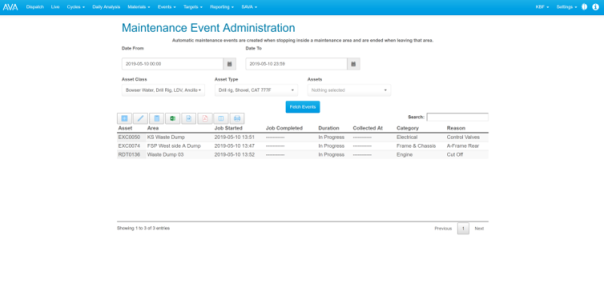 AVA Dispatch Live Cycles Daily Analysis Materials Events Targets Reporting DAVA KBF Settings
Maintenance Event Administration
Automatic maintenance events are created when stopping inside a maintenance area and are ended when leaving that area.
Date From Date To
2019-05-10 00:00 2019-05-10 23:59
Asset Class Asset Type Assets
Bowser Water, Drill Rig, LDV, Drill rig, Shovel, CAT 777F Nothing selected
Fetch Events
Search:
Asset Area Job Started Job Completed Duration Collected At Category Reason
EXC0050 KS Waste Dump 2019-05-10 13:51 ----------- In Progress ----------- Electrical Control Valves
EXC0074 FSP West side A Dump 2019-05-10 13:47 ----------- In Progress ----------- Frame & Chassis A-Frame Rear
RDT0136 Waste Dump 03 2019-05-10 13:52 ----------- In Progress ----------- Engine Cut Off
Showing 1 to 3 of 3 entries Previous 1 Next